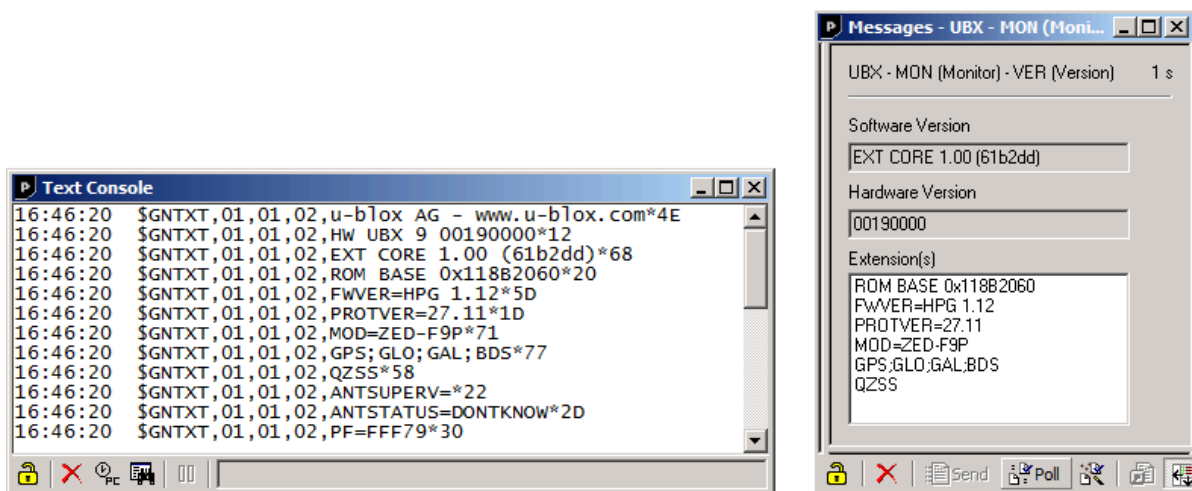 Text Console
16:46:20 $GNTXT,01,01,02,u-blox AG - www.u-blox.com*4E
16:46:20 $GNTXT,01,01,02,HW UBX 9 00190000*12
16:46:20 $GNTXT,01,01,02,EXT CORE 1.00 (61b2dd)*68
16:46:20 $GNTXT,01,01,02,ROM BASE 0x118B2060*20
16:46:20 $GNTXT,01,01,02,FWVER=HPG 1.12*5D
16:46:20 $GNTXT,01,01,02,PROTVER=27.11*1D
16:46:20 $GNTXT,01,01,02,MOD=ZED-F9P*71
16:46:20 $GNTXT,01,01,02,GPS;GLO;GAL;BDS*77
16:46:20 $GNTXT,01,01,02,QZSS*58
16:46:20 $GNTXT,01,01,02,ANTSUPERV=*22
16:46:20 $GNTXT,01,01,02,ANTSTATUS=DONTKNOW*2D
16:46:20 $GNTXT,01,01,02,PF=FFF79*30
PC
Messages - UBX - MON (Moni...
UBX - MON (Monitor) - VER (Version) 1 s
Software Version
EXT CORE 1.00 (61b2dd)
Hardware Version
00190000
Extension(s)
ROM BASE 0x118B2060
FWVER=HPG 1.12
PROTVER=27.11
MOD=ZED-F9P
GPS;GLO;GAL;BDS
QZSS
Send Poll